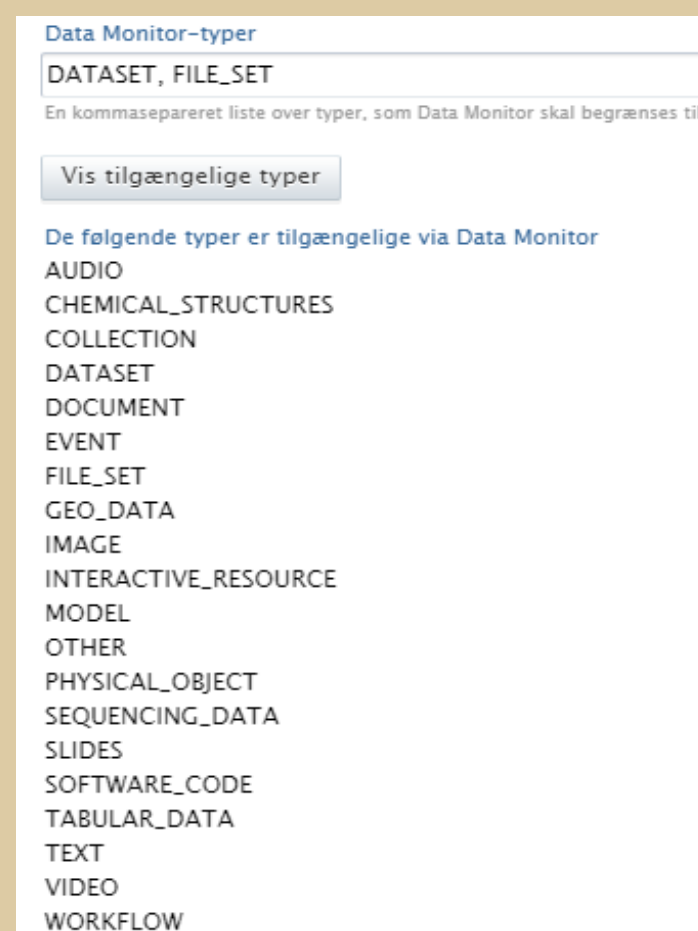 Data Monitor-typer
DATASET, FILE_SET
En kommasepareret liste over typer, som Data Monitor skal begrænses til
Vis tilgængelige typer
De følgende typer er tilgængelige via Data Monitor
AUDIO
CHEMICAL_STRUCTURES
COLLECTION
DATASET
DOCUMENT
EVENT
FILE_SET
GEO_DATA
IMAGE
INTERACTIVE_RESOURCE
MODEL
OTHER
PHYSICAL_OBJECT
SEQUENCING_DATA
SLIDES
SOFTWARE_CODE
TABULAR_DATA
TEXT
VIDEO
WORKFLOW